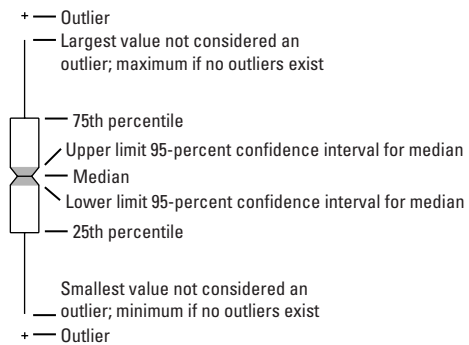 Outlier
Largest value not considered an
outlier; maximum if no outliers exist
75th percentile
Upper limit 95-percent confidence interval for median
Median
Lower limit 95-percent confidence interval for median
25th percentile
Smallest value not considered an
outlier; minimum if no outliers exist
Outlier